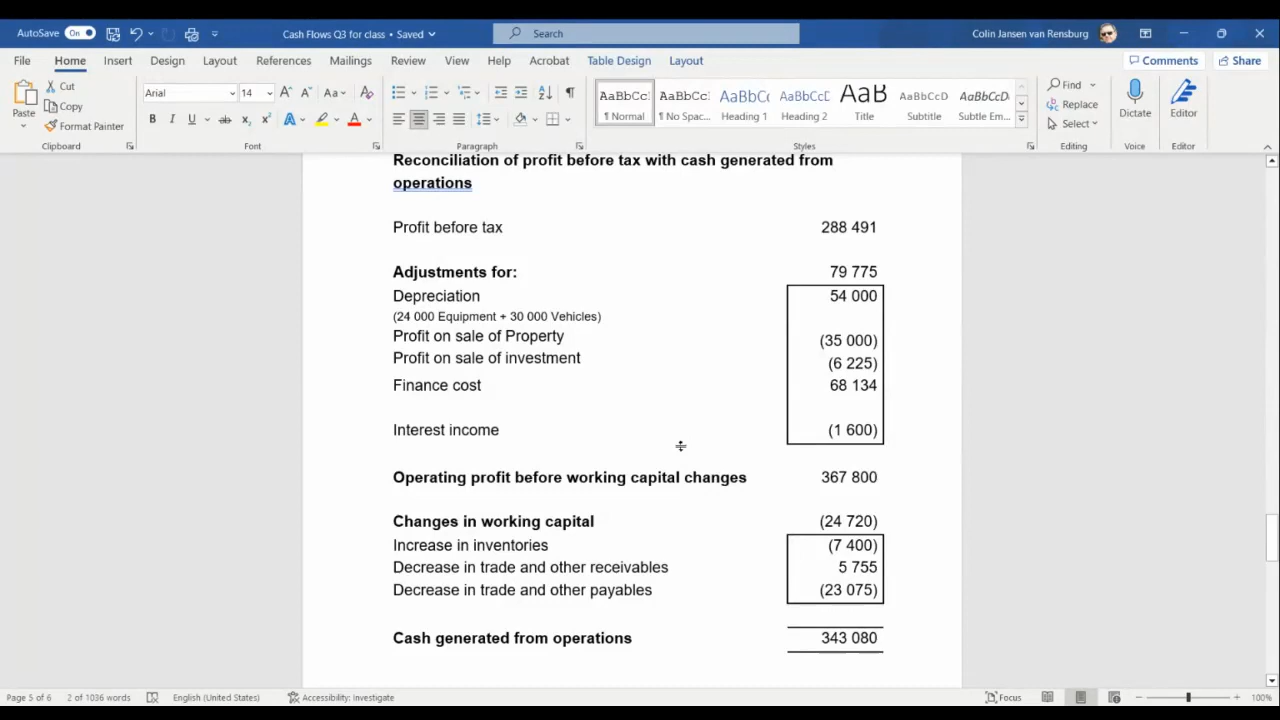 AutoSave On Cash Flows Q3 for class • Saved Search Colin Jansen van Rensburg
File Home Insert Design Layout References Mailings Review View Help Acrobat Table Design Layout Comments Share
Paste Cut Copy Format Painter
Arial 14
B I U ab x₂ x² A A
AaBbCc: AaBbCc: AaBbCc AaBbCcD AaB AaBbCcD AaBbCcD
¶ Normal ¶ No Spac... Heading 1 Heading 2 Title Subtitle Subtle Em...
Find Replace Select Dictate Editor
Clipboard Font Paragraph Styles Editing Voice Editor
Reconciliation of profit before tax with cash generated from
operations
Profit before tax 288 491
Adjustments for: 79 775
Depreciation 54 000
(24 000 Equipment + 30 000 Vehicles)
Profit on sale of Property (35 000)
Profit on sale of investment (6 225)
Finance cost 68 134
Interest income (1 600)
Operating profit before working capital changes 367 800
Changes in working capital (24 720)
Increase in inventories (7 400)
Decrease in trade and other receivables 5 755
Decrease in trade and other payables (23 075)
Cash generated from operations 343 080
Page 5 of 6 2 of 1036 words English (United States) Accessibility: Investigate Focus 100%